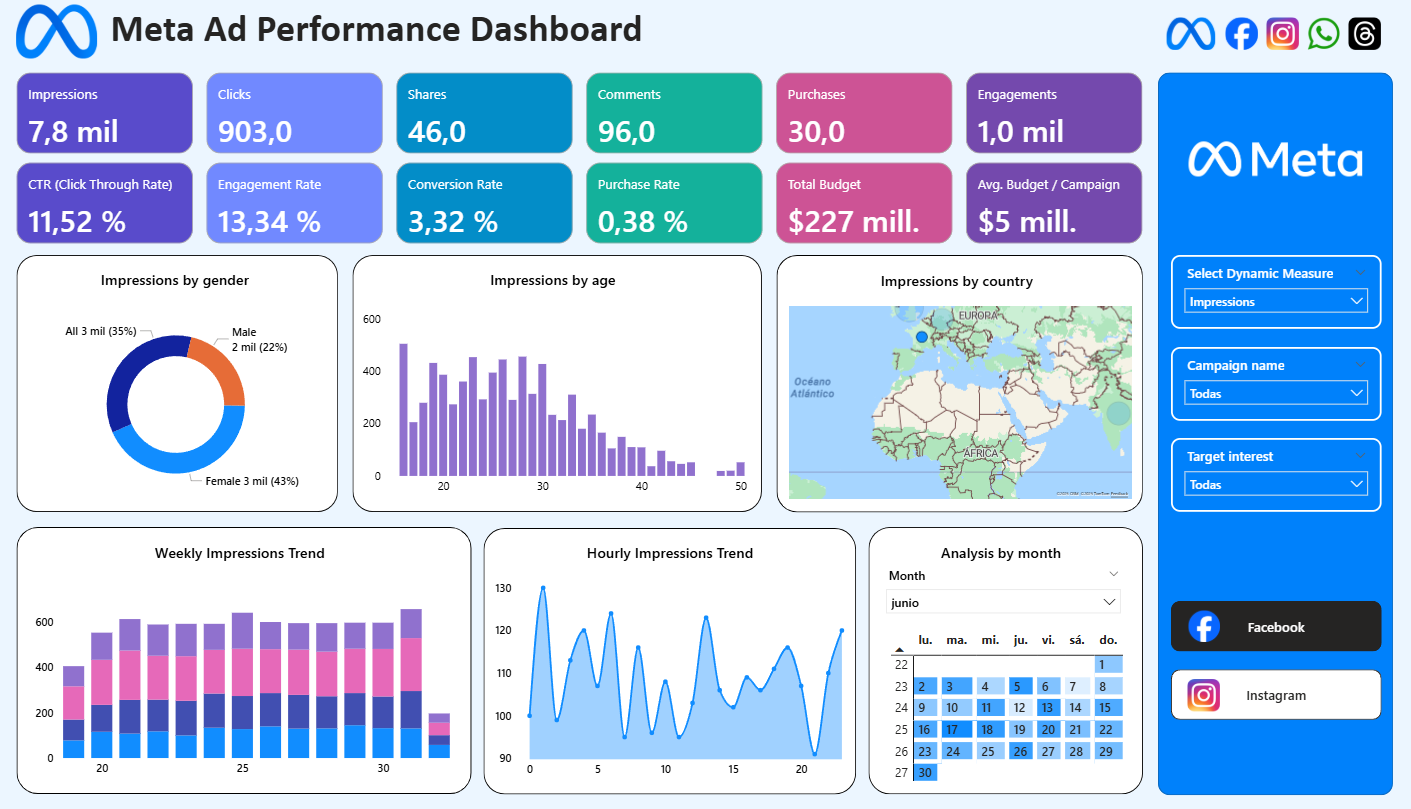 Meta Ad Performance Dashboard
Impressions
7,8 mil
Clicks
903,0
Shares
46,0
Comments
96,0
Purchases
30,0
Engagements
1,0 mil
CTR (Click Through Rate)
11,52 %
Engagement Rate
13,34 %
Conversion Rate
3,32 %
Purchase Rate
0,38 %
Total Budget
$227 mill.
Avg. Budget / Campaign
$5 mill.
Meta
Select Dynamic Measure
Impressions
Campaign name
Todas
Target interest
Todas
Facebook
Instagram
Impressions by gender
All 3 mil (35%)
Male
2 mil (22%)
Female 3 mil (43%)
Impressions by age
600
400
200
0
20
30
40
50
Impressions by country
EUROPA
Océano
Atlántico
ÁFRICA
Weekly Impressions Trend
600
400
200
0
20
25
30
Hourly Impressions Trend
130
120
110
100
90
0
5
10
15
20
Analysis by month
Month
junio
lu. ma. mi. ju. vi. sá. do.
22 1
23 2 3 4 5 6 7 8
24 9 10 11 12 13 14 15
25 16 17 18 19 20 21 22
26 23 24 25 26 27 28 29
27 30